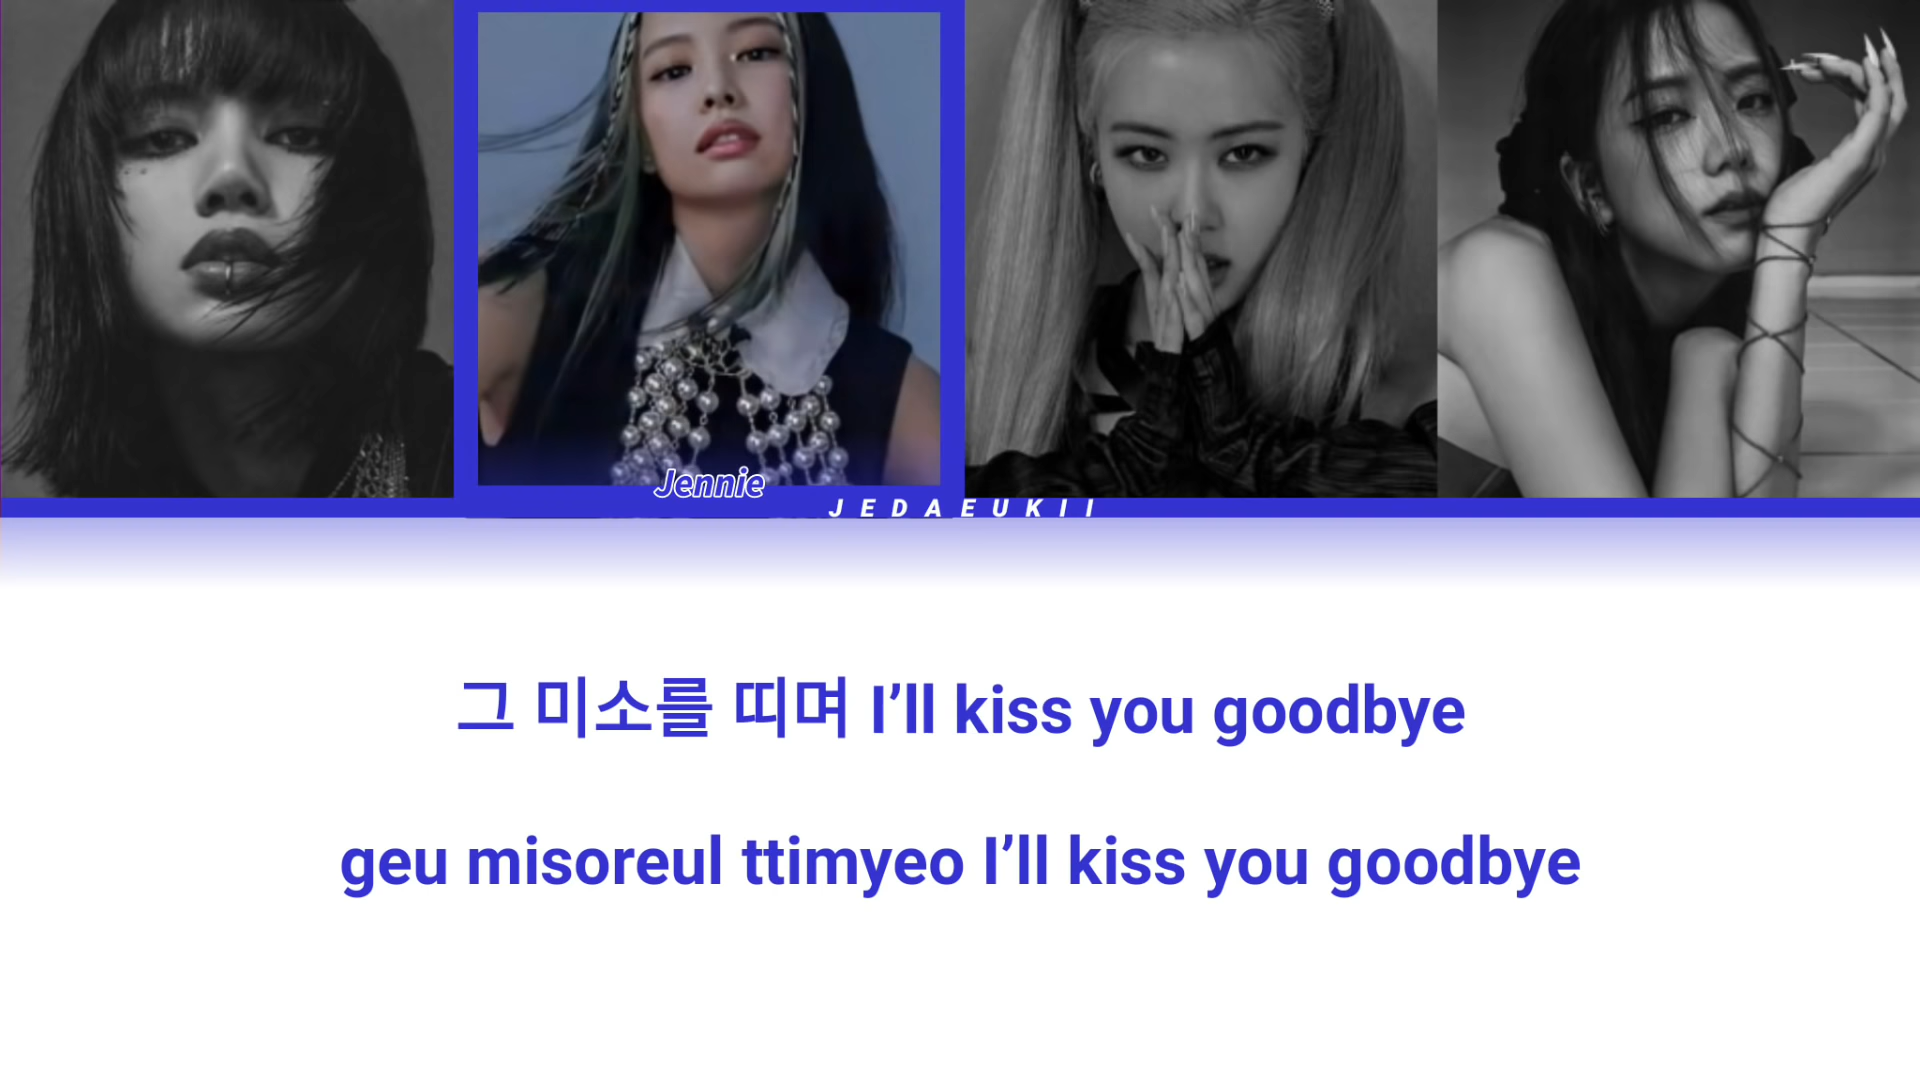 Jennie
JEDAEUKII
그 미소를 띠며 I’ll kiss you goodbye
geu misoreul ttimyeo I’ll kiss you goodbye